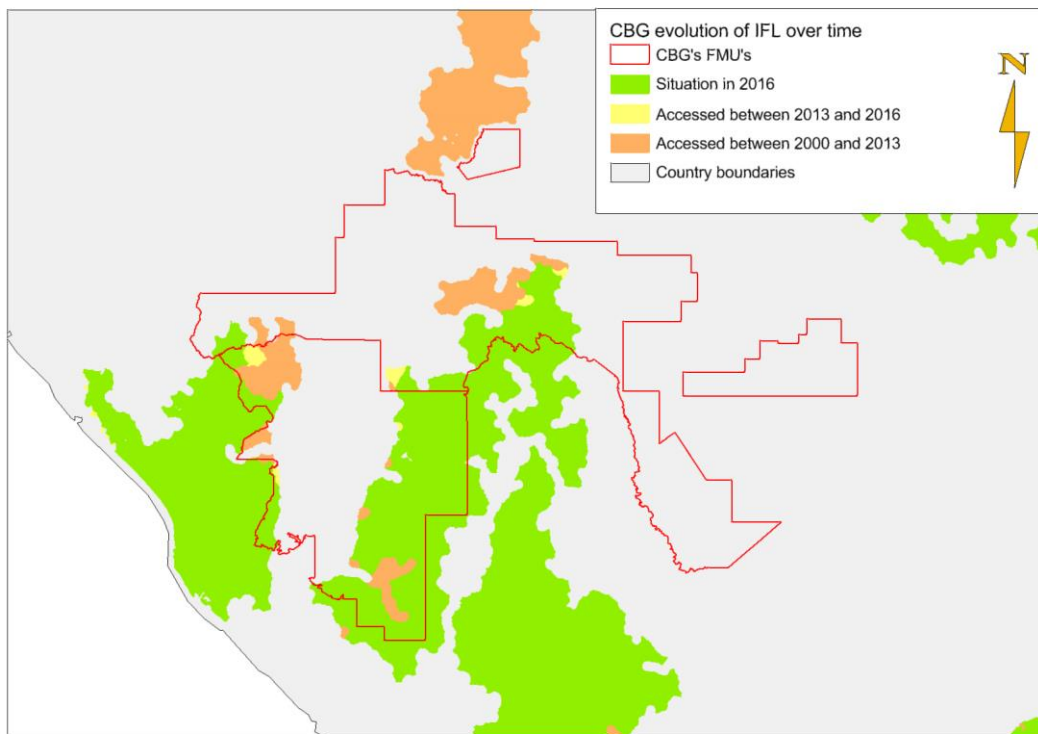 CBG evolution of IFL over time
CBG's FMU's
Situation in 2016
Accessed between 2013 and 2016
Accessed between 2000 and 2013
Country boundaries
N